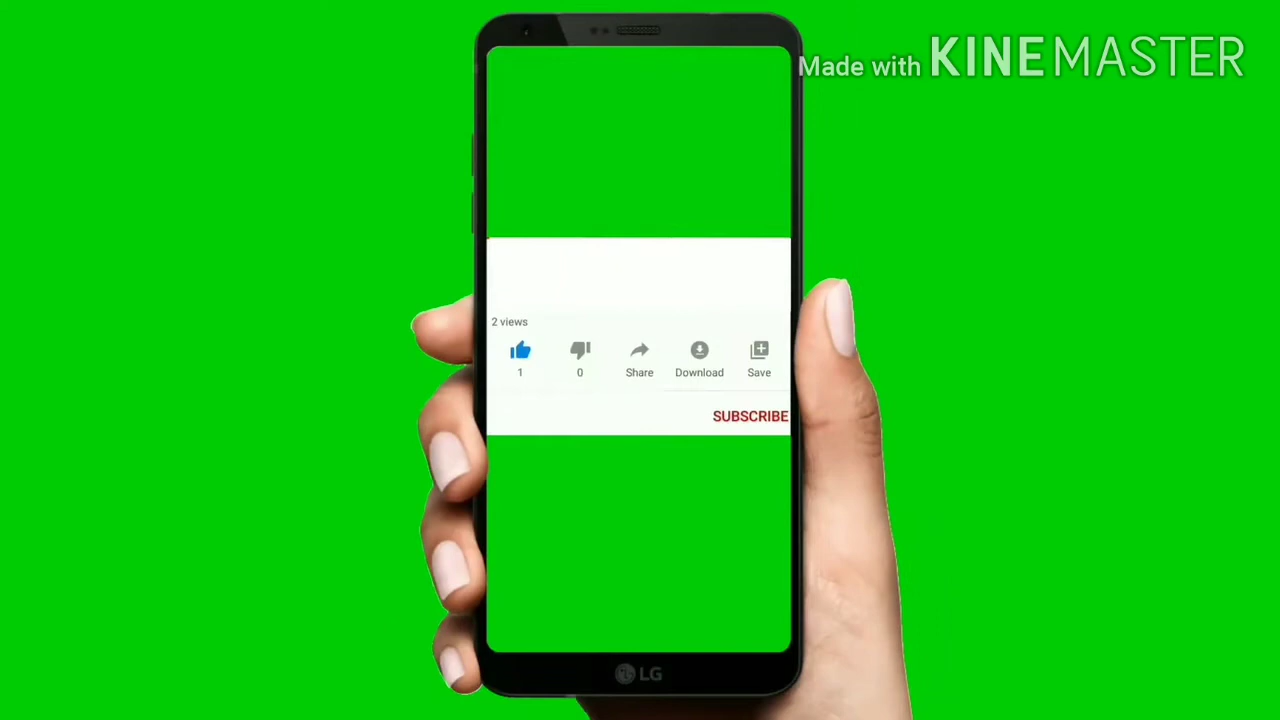 Made with KINEMASTER
2 views
1 0 Share Download Save
SUBSCRIBE
LG